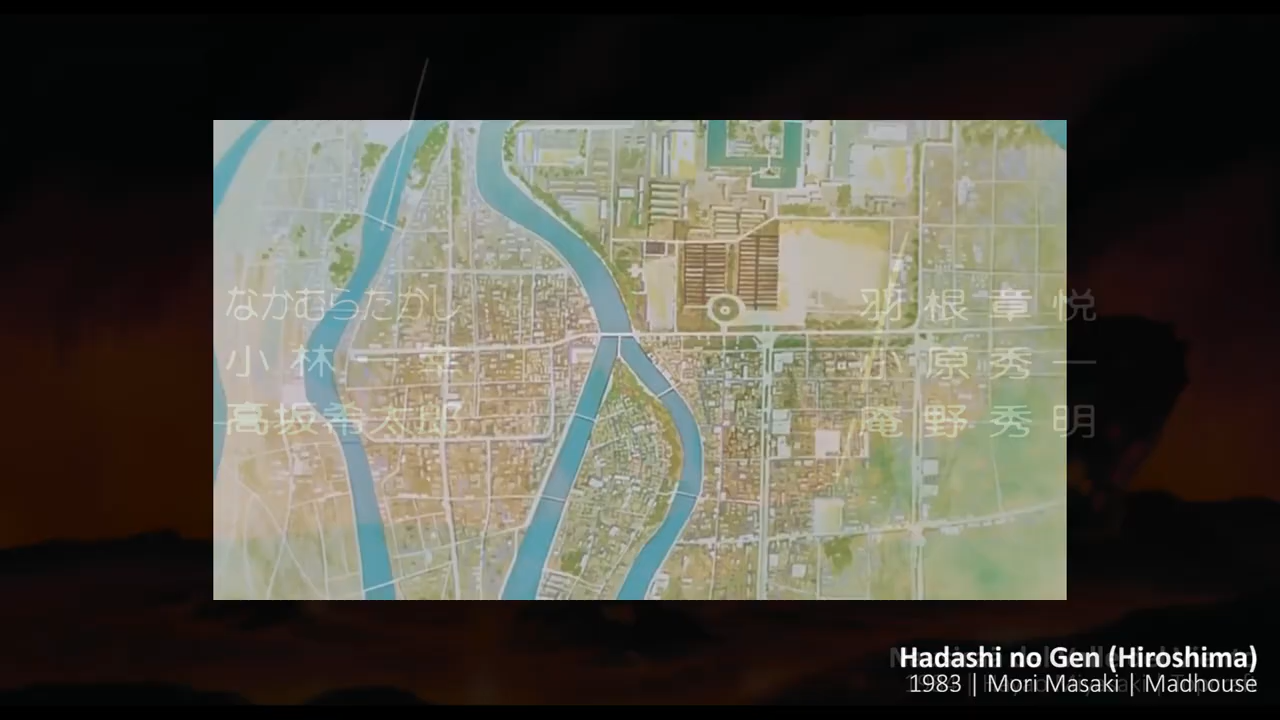 なかむらたかし
小林一幸
高坂希太郎
羽根章悦
小原秀一
庵野秀明
Hadashi no Gen (Hiroshima)
1983 | Mori Masaki | Madhouse